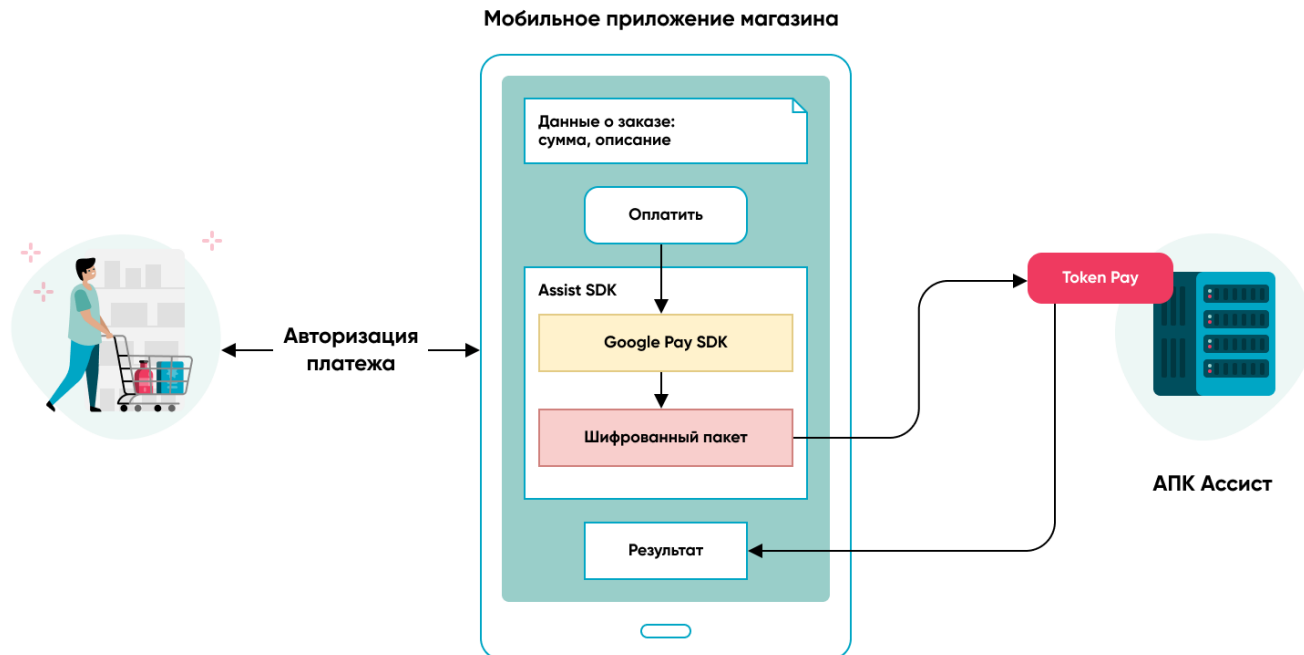 Мобильное приложение магазина
Данные о заказе:
сумма, описание
Оплатить
Assist SDK
Google Pay SDK
Шифрованный пакет
Результат
Авторизация
платежа
Token Pay
АПК Ассист